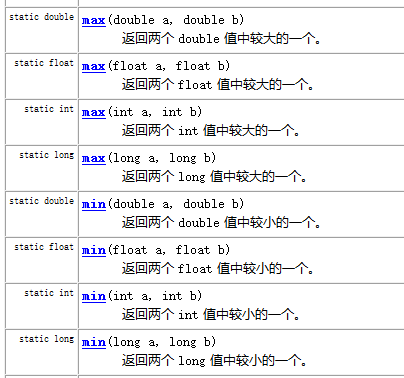 static double max(double a, double b)
返回两个 double 值中较大的一个。
static float max(float a, float b)
返回两个 float 值中较大的一个。
static int max(int a, int b)
返回两个 int 值中较大的一个。
static long max(long a, long b)
返回两个 long 值中较大的一个。
static double min(double a, double b)
返回两个 double 值中较小的一个。
static float min(float a, float b)
返回两个 float 值中较小的一个。
static int min(int a, int b)
返回两个 int 值中较小的一个。
static long min(long a, long b)
返回两个 long 值中较小的一个。